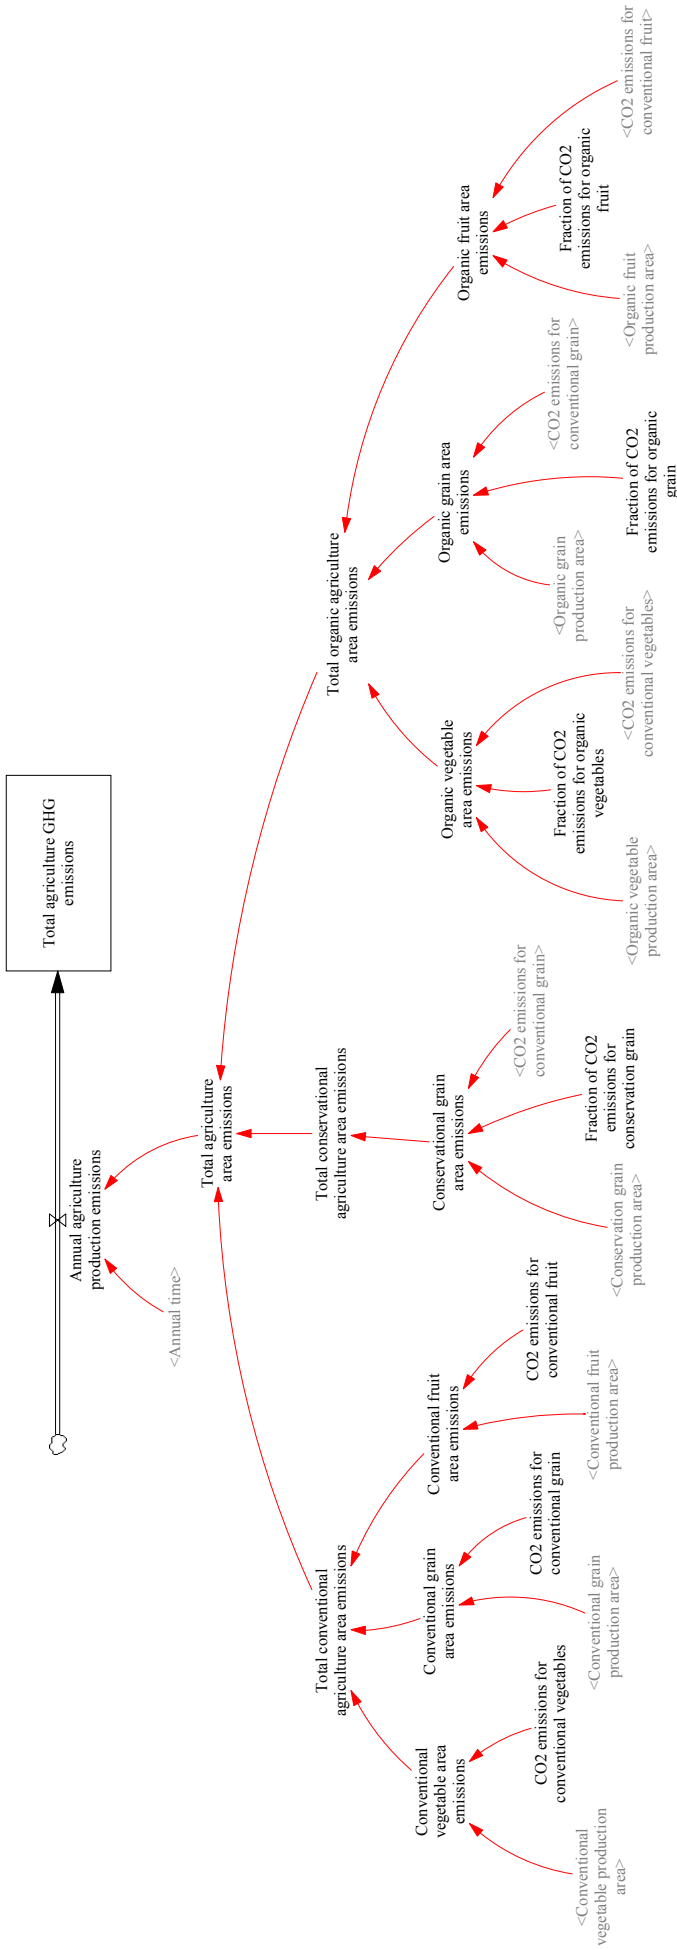 Total agriculture GHG
emissions
Annual agriculture
production emissions
<Annual time>
Total agriculture
area emissions
Total conventional
agriculture area emissions
Total conservational
agriculture area emissions
Total organic agriculture
area emissions
Conventional
vegetable area
emissions
Conventional grain
area emissions
Conventional fruit
area emissions
Conservational grain
area emissions
Organic vegetable
area emissions
Organic grain area
emissions
Organic fruit area
emissions
<Conventional
vegetable production
area>
CO2 emissions for
conventional vegetables
<Conventional grain
production area>
CO2 emissions for
conventional grain
<Conventional fruit
production area>
CO2 emissions for
conventional fruit
<Conservation grain
production area>
Fraction of CO2
emissions for
conservation grain
<CO2 emissions for
conventional grain>
<Organic vegetable
production area>
Fraction of CO2
emissions for organic
vegetables
<CO2 emissions for
conventional vegetables>
<Organic grain
production area>
Fraction of CO2
emissions for organic
grain
<CO2 emissions for
conventional grain>
<Organic fruit
production area>
Fraction of CO2
emissions for organic
fruit
<CO2 emissions for
conventional fruit>